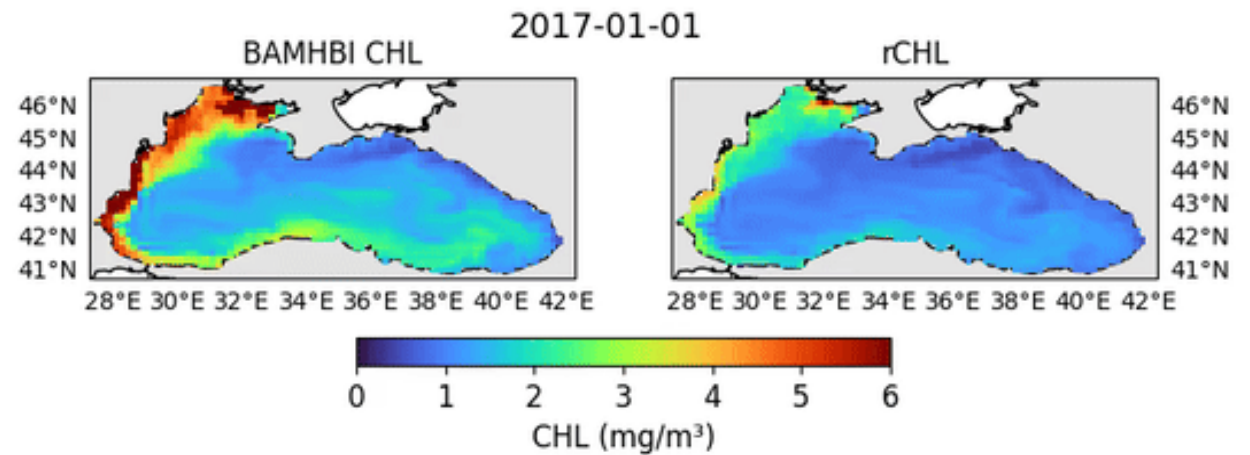 2017-01-01
BAMHBI CHL
rCHL
46°N
45°N
44°N
43°N
42°N
41°N
46°N
45°N
44°N
43°N
42°N
41°N
28°E 30°E 32°E 34°E 36°E 38°E 40°E 42°E
28°E 30°E 32°E 34°E 36°E 38°E 40°E 42°E
0 1 2 3 4 5 6
CHL (mg/m³)